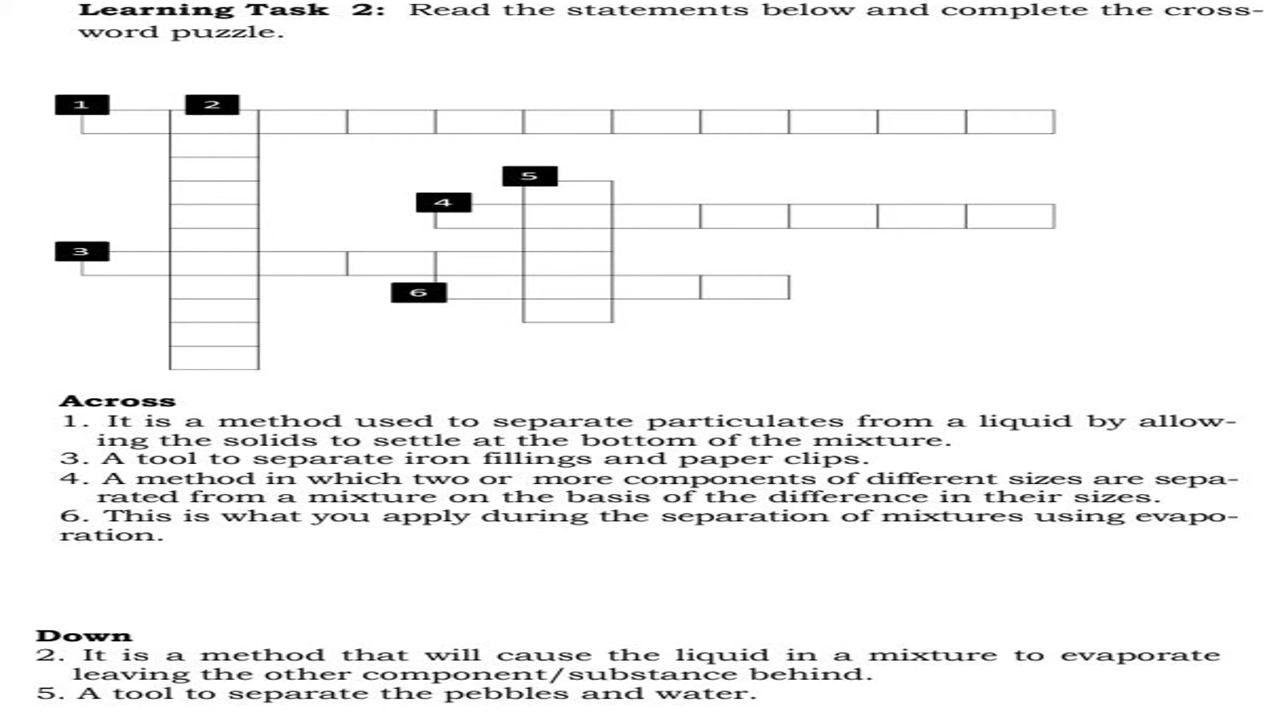 Learning Task 2: Read the statements below and complete the cross-
word puzzle.
1
2
5
4
3
6
Across
1. It is a method used to separate particulates from a liquid by allow-
ing the solids to settle at the bottom of the mixture.
3. A tool to separate iron fillings and paper clips.
4. A method in which two or more components of different sizes are sepa-
rated from a mixture on the basis of the difference in their sizes.
6. This is what you apply during the separation of mixtures using evapo-
ration.
Down
2. It is a method that will cause the liquid in a mixture to evaporate
leaving the other component/substance behind.
5. A tool to separate the pebbles and water.